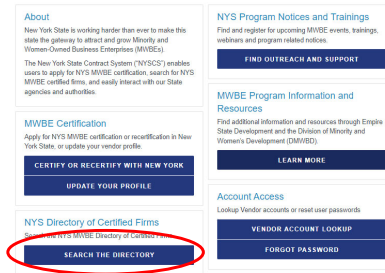 About
New York State is working harder than ever to make this
state the gateway to attract and grow Minority and
Women-Owned Business Enterprises (MWBEs).
The New York State Contract System ("NYSCS") enables
users to apply for NYS MWBE certification, search for NYS
MWBE certified firms, and easily interact with our State
agencies and authorities.
MWBE Certification
Apply for NYS MWBE certification or recertification in New
York State, or update your vendor profile.
CERTIFY OR RECERTIFY WITH NEW YORK
UPDATE YOUR PROFILE
NYS Directory of Certified Firms
Search the NYS MWBE Directory of Certified Firms
SEARCH THE DIRECTORY
NYS Program Notices and Trainings
Find and register for upcoming MWBE events, trainings,
webinars and program related notices.
FIND OUTREACH AND SUPPORT
MWBE Program Information and
Resources
Find additional information and resources through Empire
State Development and the Division of Minority and
Women's Development (DMWBD).
LEARN MORE
Account Access
Lookup Vendor accounts or reset user passwords
VENDOR ACCOUNT LOOKUP
FORGOT PASSWORD